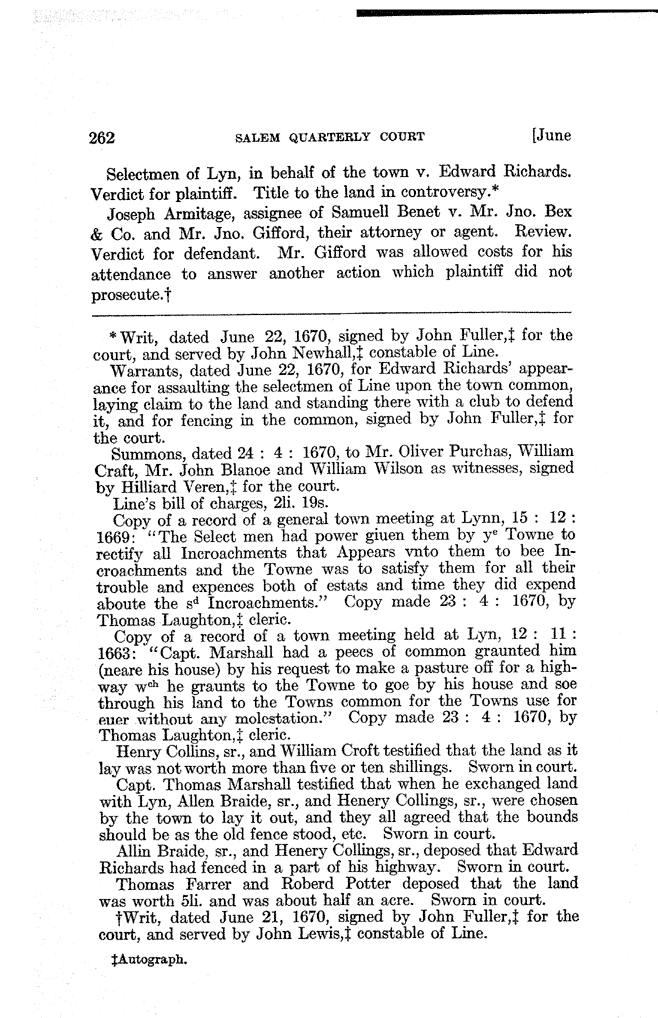 262 SALEM QUARTERLY COURT [June
Selectmen of Lyn, in behalf of the town v. Edward Richards.
Verdict for plaintiff. Title to the land in controversy.*
Joseph Armitage, assignee of Samuell Benet v. Mr. Jno. Bex
& Co. and Mr. Jno. Gifford, their attorney or agent. Review.
Verdict for defendant. Mr. Gifford was allowed costs for his
attendance to answer another action which plaintiff did not
prosecute.†
*Writ, dated June 22, 1670, signed by John Fuller,‡ for the
court, and served by John Newhall,‡ constable of Line.
Warrants, dated June 22, 1670, for Edward Richards' appear-
ance for assaulting the selectmen of Line upon the town common,
laying claim to the land and standing there with a club to defend
it, and for fencing in the common, signed by John Fuller,‡ for
the court.
Summons, dated 24 : 4 : 1670, to Mr. Oliver Purchas, William
Craft, Mr. John Blanoe and William Wilson as witnesses, signed
by Hilliard Veren,‡ for the court.
Line's bill of charges, 2li. 19s.
Copy of a record of a general town meeting at Lynn, 15 : 12 :
1669: "The Select men had power giuen them by yᵉ Towne to
rectify all Incroachments that Appears vnto them to bee In-
croachments and the Towne was to satisfy them for all their
trouble and expences both of estats and time they did expend
aboute the sᵈ Incroachments." Copy made 23 : 4 : 1670, by
Thomas Laughton,‡ cleric.
Copy of a record of a town meeting held at Lyn, 12 : 11 :
1663: "Capt. Marshall had a peecs of common graunted him
(neare his house) by his request to make a pasture off for a high-
way wᶜʰ he graunts to the Towne to goe by his house and soe
through his land to the Towns common for the Towns use for
euer without any molestation." Copy made 23 : 4 : 1670, by
Thomas Laughton,‡ cleric.
Henry Collins, sr., and William Croft testified that the land as it
lay was not worth more than five or ten shillings. Sworn in court.
Capt. Thomas Marshall testified that when he exchanged land
with Lyn, Allen Braide, sr., and Henery Collings, sr., were chosen
by the town to lay it out, and they all agreed that the bounds
should be as the old fence stood, etc. Sworn in court.
Allin Braide, sr., and Henery Collings, sr., deposed that Edward
Richards had fenced in a part of his highway. Sworn in court.
Thomas Farrer and Roberd Potter deposed that the land
was worth 5li. and was about half an acre. Sworn in court.
†Writ, dated June 21, 1670, signed by John Fuller,‡ for the
court, and served by John Lewis,‡ constable of Line.
‡Autograph.